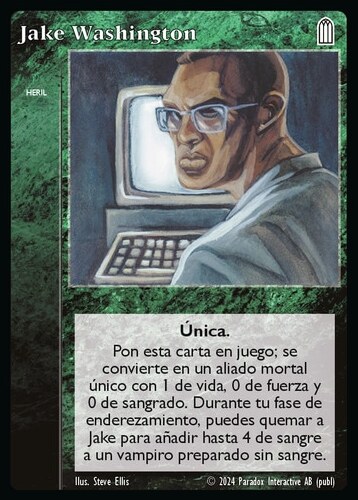 Jake Washington
HERIL
Única.
Pon esta carta en juego; se
convierte en un aliado mortal
único con 1 de vida, 0 de fuerza y
0 de sangrado. Durante tu fase de
enderezamiento, puedes quemar a
Jake para añadir hasta 4 de sangre
a un vampiro preparado sin sangre.
Ilus. Steve Ellis © 2024 Paradox Interactive AB (publ)